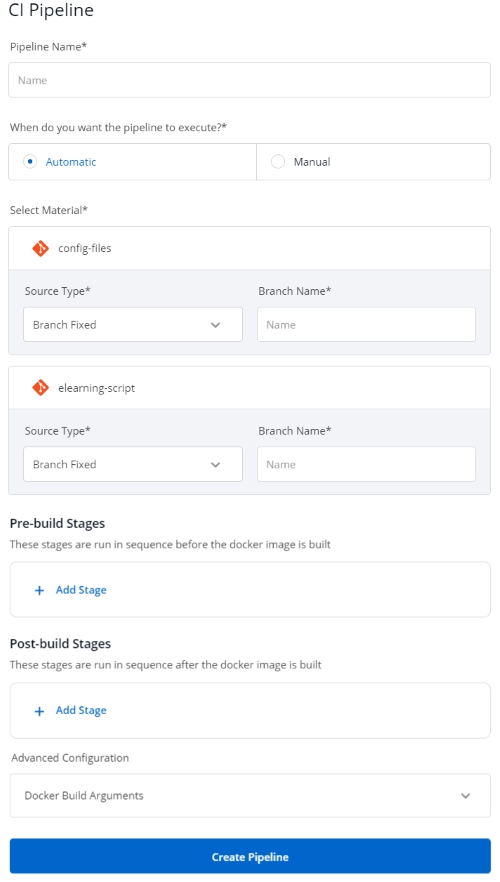 CI Pipeline
Pipeline Name*
Name
When do you want the pipeline to execute?*
Automatic Manual
Select Material*
config-files
Source Type* Branch Name*
Branch Fixed Name
elearning-script
Source Type* Branch Name*
Branch Fixed Name
Pre-build Stages
These stages are run in sequence before the docker image is built
+ Add Stage
Post-build Stages
These stages are run in sequence after the docker image is built
+ Add Stage
Advanced Configuration
Docker Build Arguments
Create Pipeline